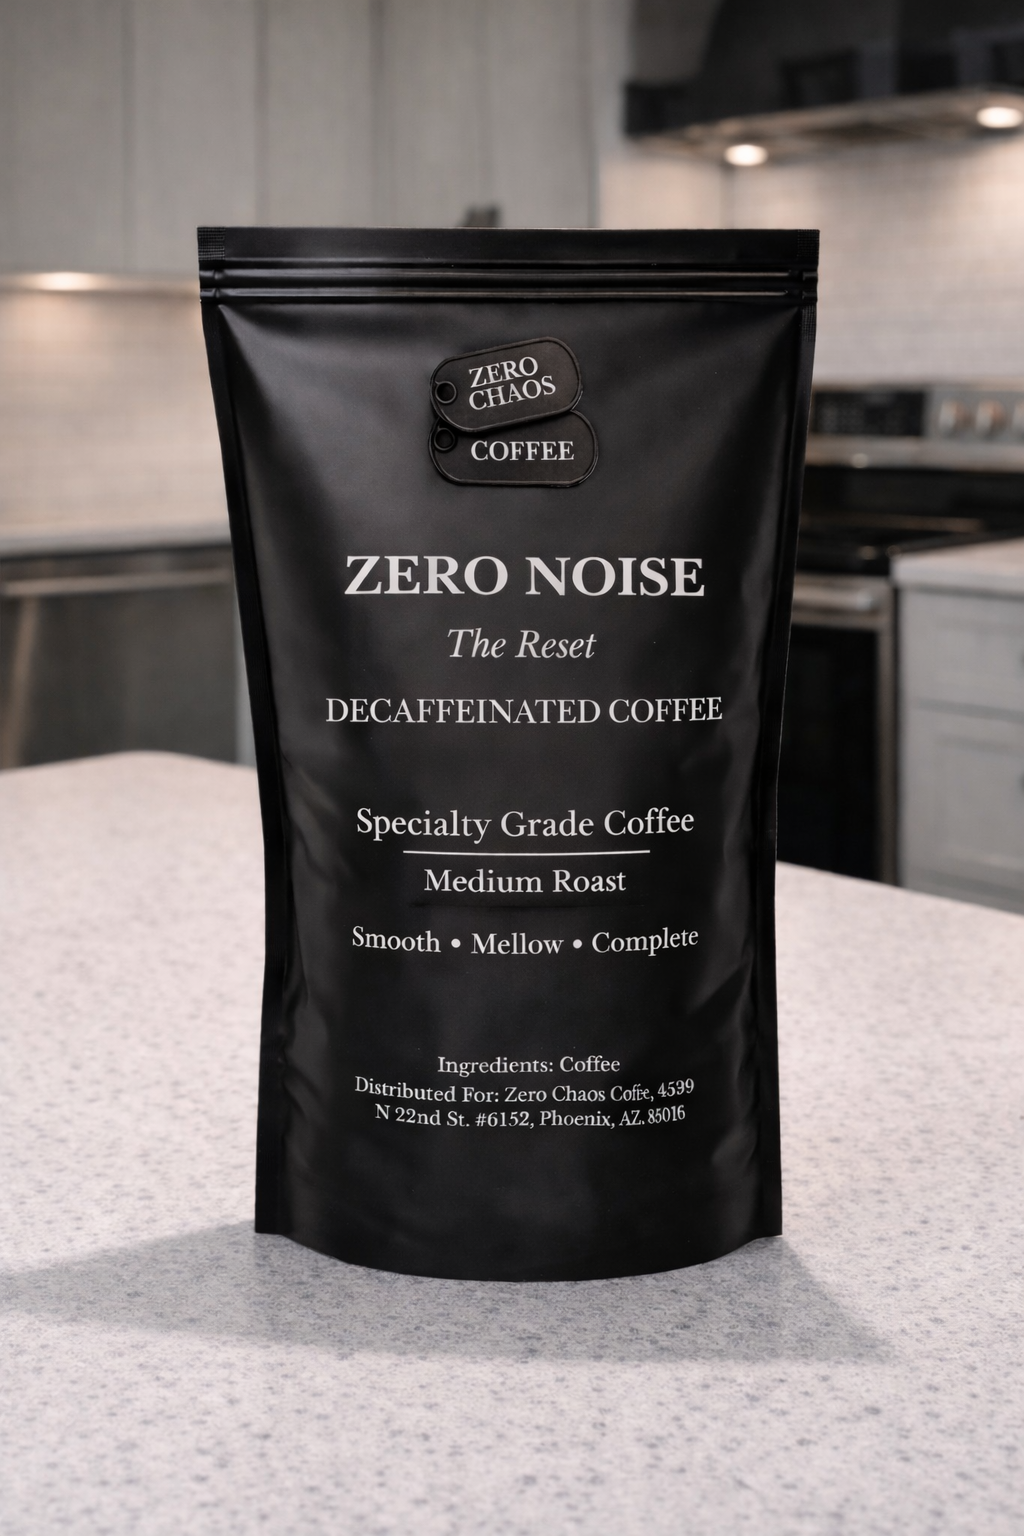 ZERO
CHAOS
COFFEE
ZERO NOISE
The Reset
DECAFFEINATED COFFEE
Specialty Grade Coffee
Medium Roast
Smooth • Mellow • Complete
Ingredients: Coffee
Distributed For: Zero Chaos Coffee, 4599
N 22nd St. #6152, Phoenix, AZ. 85016